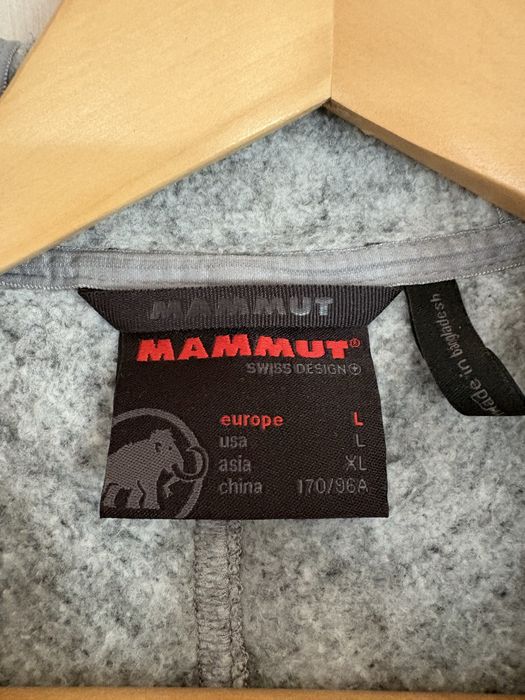 MAMMUT
MAMMUT®
SWISS DESIGN
europe L
usa L
asia XL
china 170/96A
Made in bangladesh